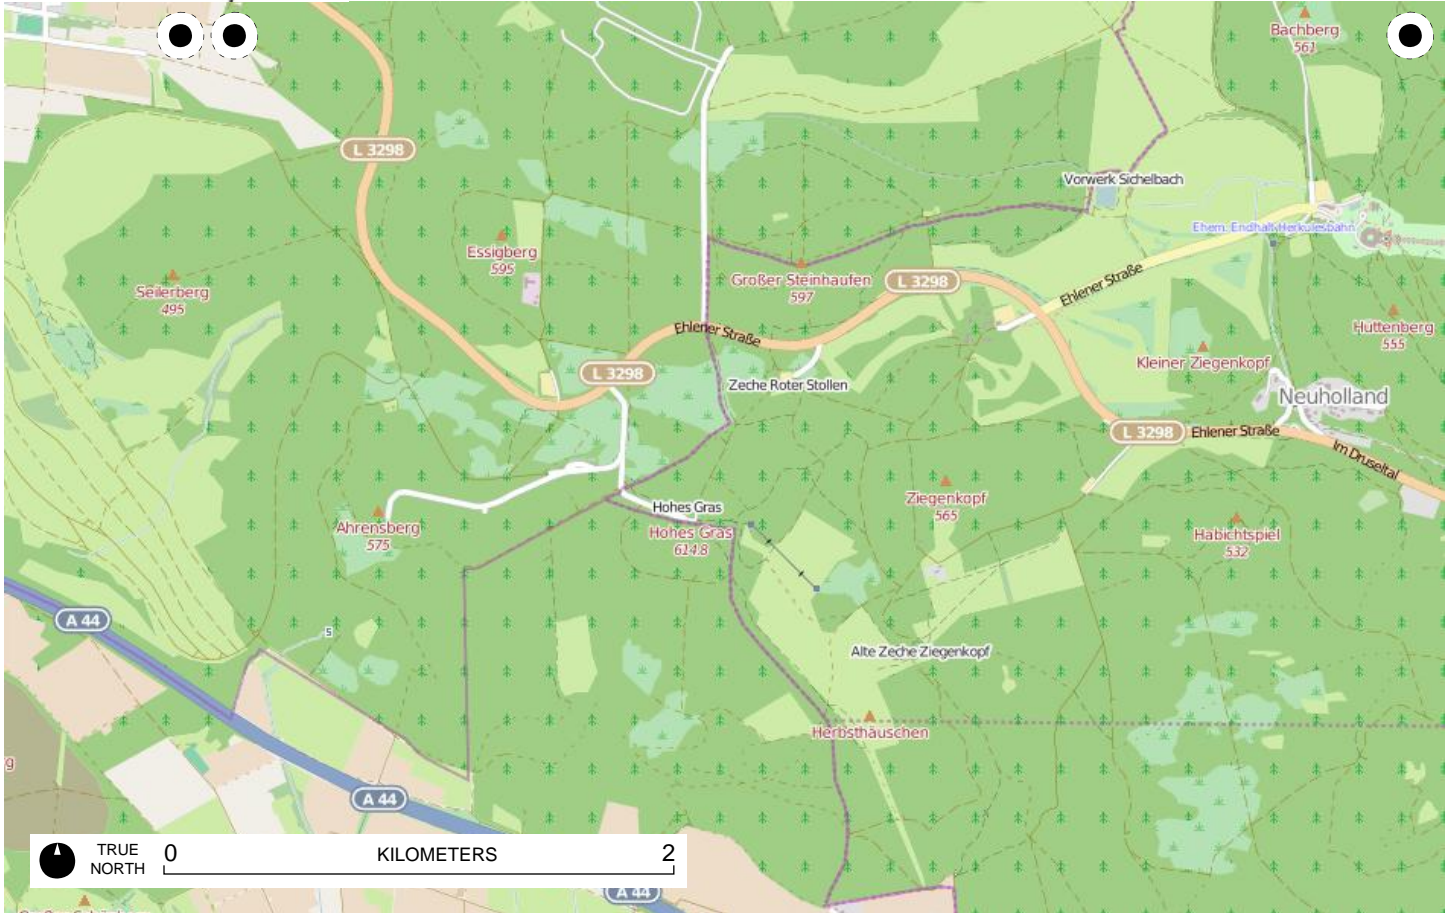 Bachberg
561
L 3298
Vorwerk Sichelbach
Ehem. Endhalt Herkulesbahn
Essigberg
595
Großer Steinhaufen
597
L 3298
Ehlener Straße
Seilerberg
495
Ehlener Straße
Hüttenberg
555
Kleiner Ziegenkopf
L 3298
Zeche Roter Stollen
Neuholland
L 3298
Ehlener Straße
Im Druseltal
Ziegenkopf
565
Hohes Gras
Hohes Gras
614.8
Ahrensberg
575
Habichtspiel
532
A 44
S
Alte Zeche Ziegenkopf
Herbsthäuschen
g
A 44
TRUE
NORTH
0
KILOMETERS
2
A 44